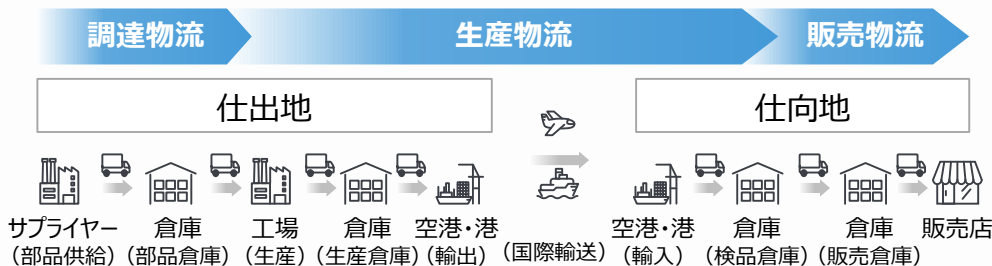 調達物流
生産物流
販売物流
仕出地
仕向地
サプライヤー
(部品供給)
倉庫
(部品倉庫)
工場
(生産)
倉庫
(生産倉庫)
空港・港
(輸出)
(国際輸送)
空港・港
(輸入)
倉庫
(検品倉庫)
倉庫
(販売倉庫)
販売店